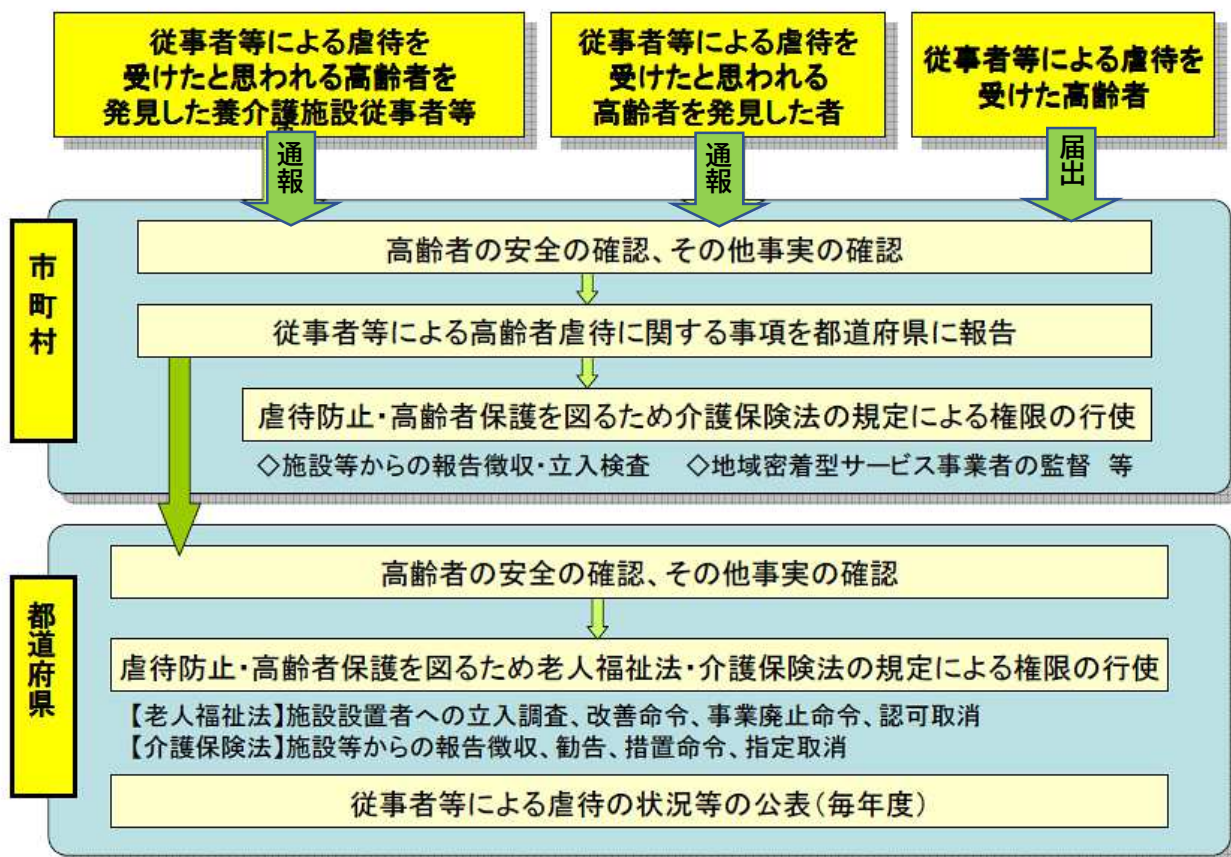 従事者等による虐待を
受けたと思われる高齢者を
発見した養介護施設従事者等
従事者等による虐待を
受けたと思われる
高齢者を発見した者
従事者等による虐待を
受けた高齢者
通報
通報
届出
市町村
高齢者の安全の確認、その他事実の確認
従事者等による高齢者虐待に関する事項を都道府県に報告
虐待防止・高齢者保護を図るため介護保険法の規定による権限の行使
◇施設等からの報告徴収・立入検査 ◇地域密着型サービス事業者の監督 等
都道府県
高齢者の安全の確認、その他事実の確認
虐待防止・高齢者保護を図るため老人福祉法・介護保険法の規定による権限の行使
【老人福祉法】施設設置者への立入調査、改善命令、事業廃止命令、認可取消
【介護保険法】施設等からの報告徴収、勧告、措置命令、指定取消
従事者等による虐待の状況等の公表(毎年度)